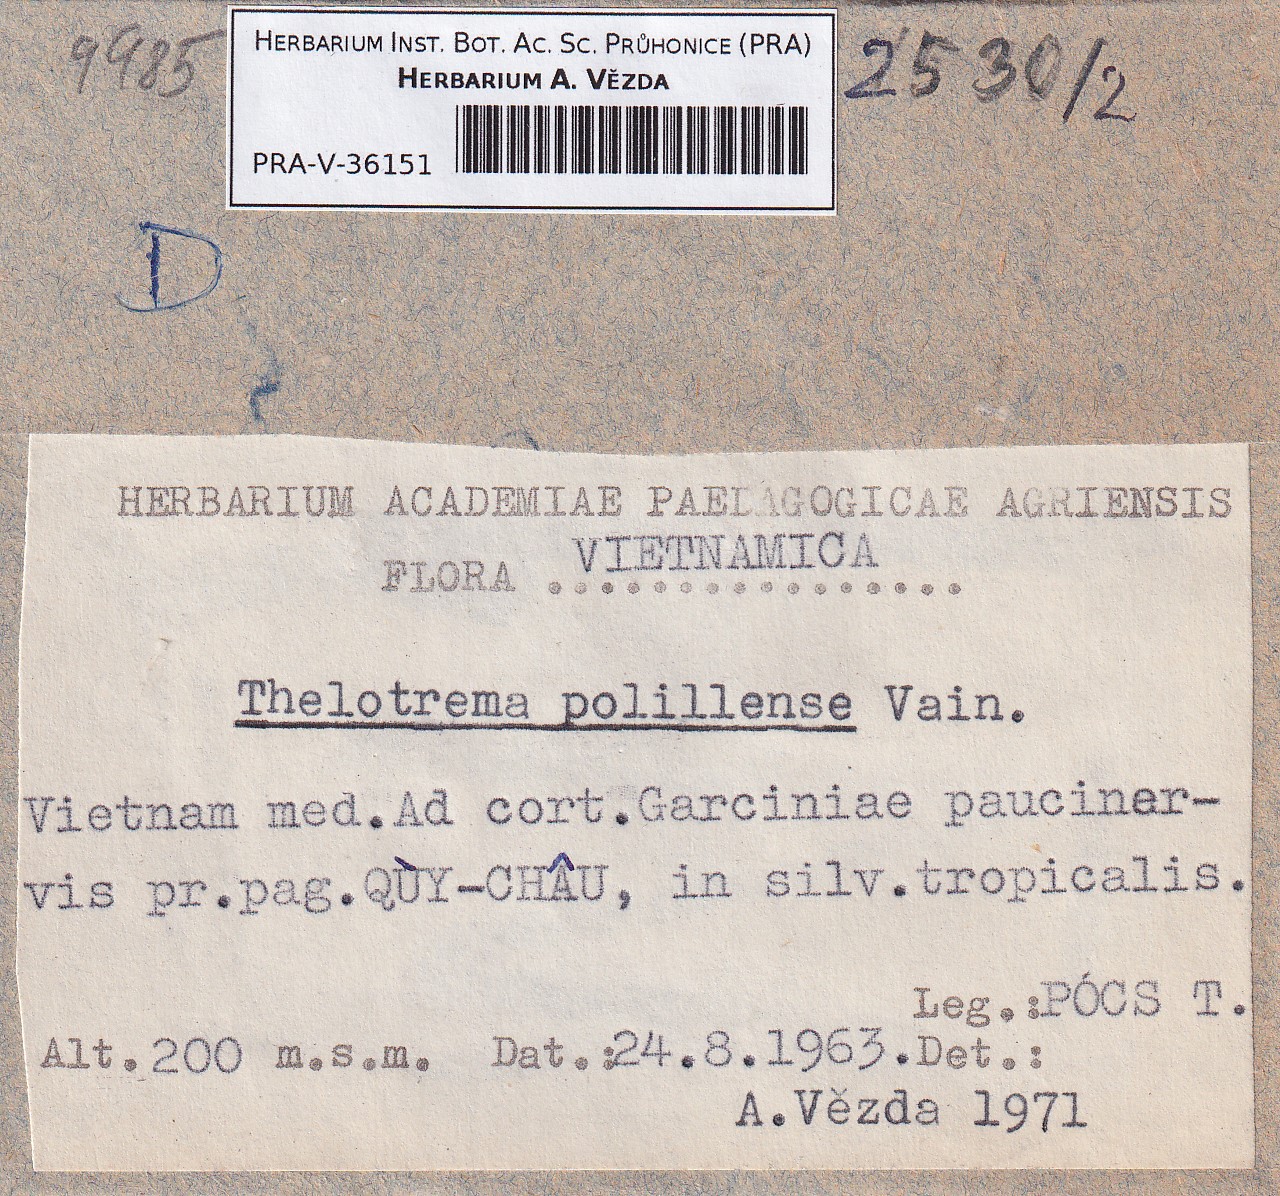 9985
HERBARIUM INST. BOT. AC. SC. PRŮHONICE (PRA)
HERBARIUM A. VĚZDA
PRA-V-36151
2530/2
D
HERBARIUM ACADEMIAE PAEDAGOGICAE AGRIENSIS
FLORA VIETNAMICA
Thelotrema polillense Vain.
Vietnam med.Ad cort.Garciniae pauciner-
vis pr.pag.QÙY-CHÂU, in silv.tropicalis.
Leg.:PÓCS T.
Alt.200 m.s.m. Dat.:24.8.1963.Det.:
A.Vězda 1971